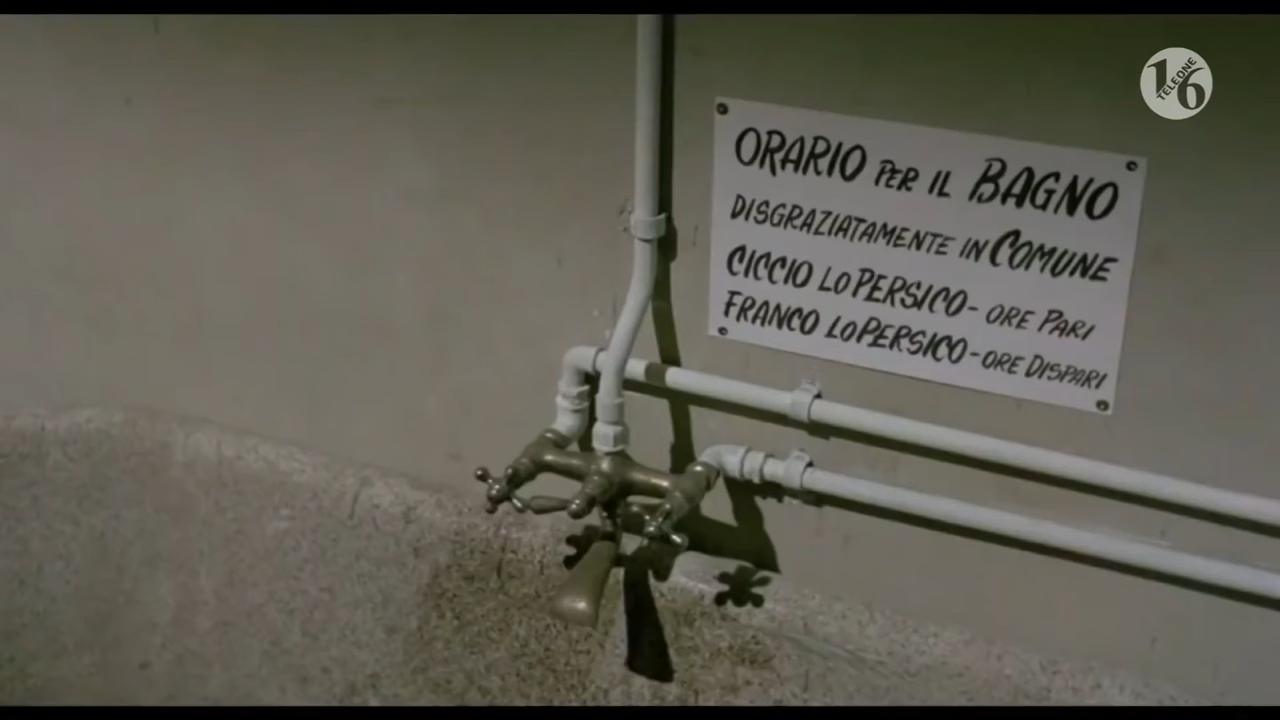 ORARIO PER IL BAGNO
DISGRAZIATAMENTE IN COMUNE
CICCIO LO PERSICO - ORE PARI
FRANCO LO PERSICO - ORE DISPARI
16
TELEONE